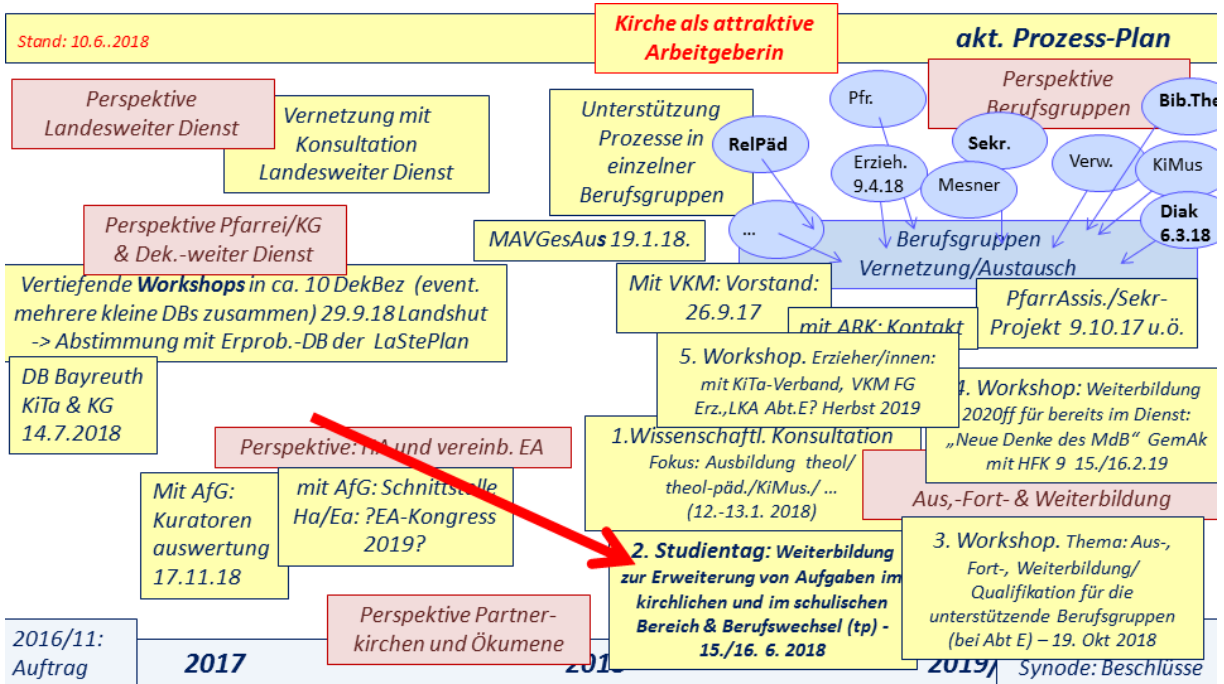 Stand: 10.6..2018
Kirche als attraktive
Arbeitgeberin
akt. Prozess-Plan
Perspektive
Landesweiter Dienst
Vernetzung mit
Konsultation
Landesweiter Dienst
Unterstützung
Prozesse in
einzelner
Berufsgruppen
Perspektive
Berufsgruppen
Pfr.
RelPäd
Erzieh.
9.4.18
Sekr.
Mesner
Verw.
Bib.The
KiMus
Diak
6.3.18
...
Berufsgruppen
Vernetzung/Austausch
Perspektive Pfarrei/KG
& Dek.-weiter Dienst
MAVGesAus 19.1.18.
Vertiefende Workshops in ca. 10 DekBez (event.
mehrere kleine DBs zusammen) 29.9.18 Landshut
-> Abstimmung mit Erprob.-DB der LaStePlan
Mit VKM: Vorstand:
26.9.17
mit ARK: Kontakt
PfarrAssis./Sekr-
Projekt 9.10.17 u.ö.
DB Bayreuth
KiTa & KG
14.7.2018
5. Workshop. Erzieher/innen:
mit KiTa-Verband, VKM FG
Erz.,LKA Abt.E? Herbst 2019
4. Workshop: Weiterbildung
2020ff für bereits im Dienst:
„Neue Denke des MdB“ GemAk
mit HFK 9 15./16.2.19
Perspektive: HA und vereinb. EA
1.Wissenschaftl. Konsultation
Fokus: Ausbildung theol/
theol-päd./KiMus./ ...
(12.-13.1. 2018)
Aus,-Fort- & Weiterbildung
Mit AfG:
Kuratoren
auswertung
17.11.18
mit AfG: Schnittstelle
Ha/Ea: ?EA-Kongress
2019?
2. Studientag: Weiterbildung
zur Erweiterung von Aufgaben im
kirchlichen und im schulischen
Bereich & Berufswechsel (tp) -
15./16. 6. 2018
3. Workshop. Thema: Aus-,
Fort-, Weiterbildung/
Qualifikation für die
unterstützende Berufsgruppen
(bei Abt E) – 19. Okt 2018
Perspektive Partner-
kirchen und Ökumene
2016/11:
Auftrag
2017
2019/
Synode: Beschlüsse